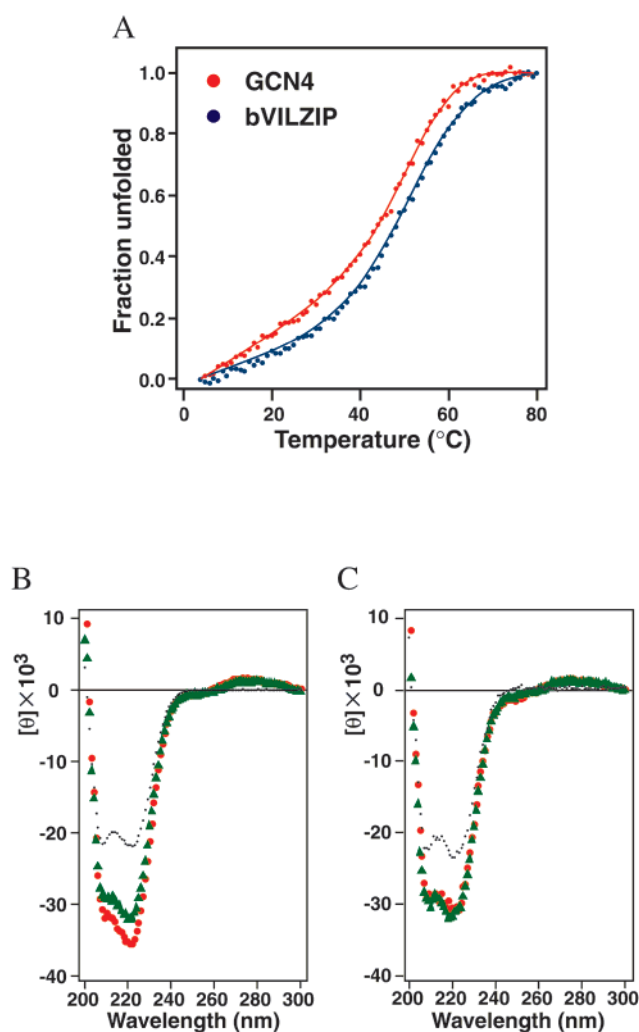 A
Fraction unfolded
1.0
0.8
0.6
0.4
0.2
0.0
GCN4
bVILZIP
0 20 40 60 80
Temperature (°C)
B
[θ]×10³
10
0
-10
-20
-30
-40
200 220 240 260 280 300
Wavelength (nm)
C
[θ]×10³
10
0
-10
-20
-30
-40
200 220 240 260 280 300
Wavelength (nm)